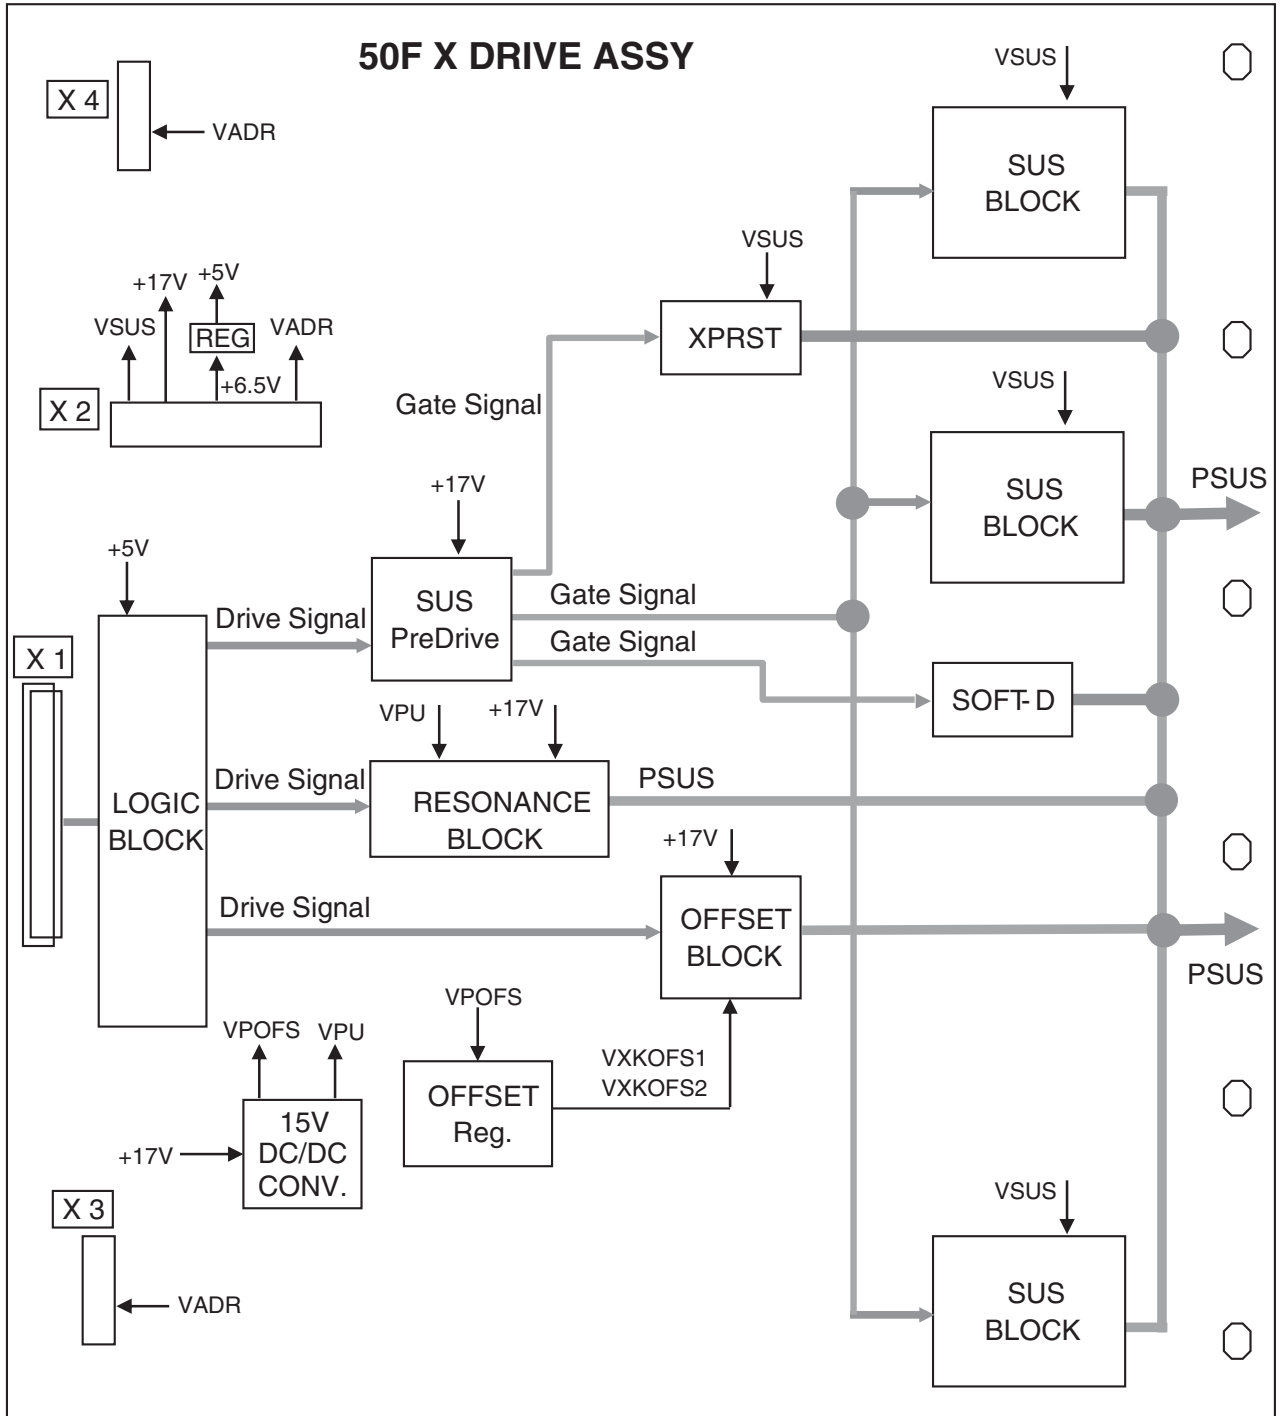 50F X DRIVE ASSY
VSUS
X 4
VADR
SUS
BLOCK
VSUS
+17V
+5V
VSUS
REG
VADR
XPRST
+6.5V
X 2
VSUS
Gate Signal
SUS
BLOCK
PSUS
+17V
+5V
SUS
PreDrive
Drive Signal
Gate Signal
Gate Signal
X 1
SOFT-D
VPU
+17V
Drive Signal
PSUS
LOGIC
BLOCK
RESONANCE
BLOCK
+17V
Drive Signal
OFFSET
BLOCK
PSUS
VPOFS
VPOFS
VPU
VXKOFS1
VXKOFS2
OFFSET
Reg.
15V
DC/DC
CONV.
+17V
X 3
VSUS
VADR
SUS
BLOCK